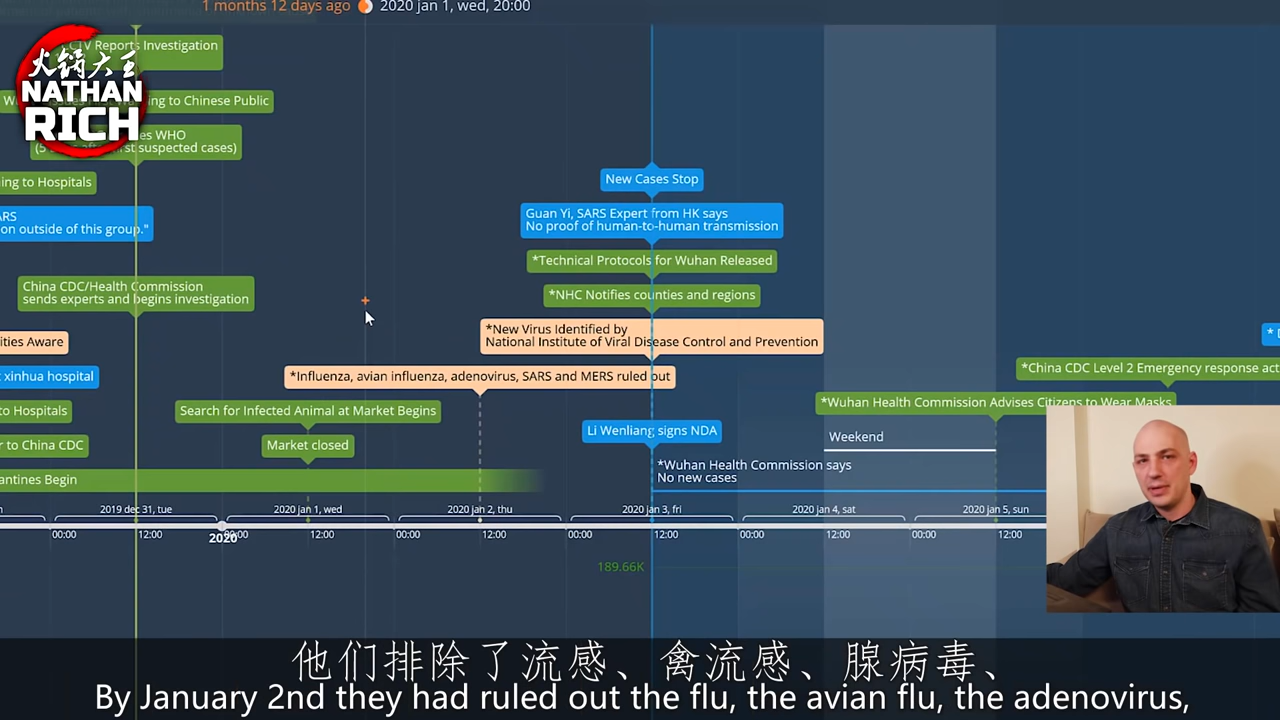 1 months 12 days ago 2020 jan 1, wed, 20:00
火锅大王
NATHAN
RICH
CCTV Reports Investigation
ing to Chinese Public
es WHO
rst suspected cases)
ing to Hospitals
ARS
on outside of this group."
China CDC/Health Commission
sends experts and begins investigation
ities Aware
xinhua hospital
to Hospitals
r to China CDC
antines Begin
New Cases Stop
Guan Yi, SARS Expert from HK says
No proof of human-to-human transmission
*Technical Protocols for Wuhan Released
*NHC Notifies counties and regions
*New Virus Identified by
National Institute of Viral Disease Control and Prevention
*Influenza, avian influenza, adenovirus, SARS and MERS ruled out
Search for Infected Animal at Market Begins
Market closed
Li Wenliang signs NDA
*Wuhan Health Commission says
No new cases
*China CDC Level 2 Emergency response act
*Wuhan Health Commission Advises Citizens to Wear Masks
Weekend
2019 dec 31, tue 2020 jan 1, wed 2020 jan 2, thu 2020 jan 3, fri 2020 jan 4, sat 2020 jan 5, sun
00:00 12:00 00:00 12:00 00:00 12:00 00:00 12:00 00:00 12:00 00:00 12:00
2020
189.66K
他们排除了流感、禽流感、腺病毒、
By January 2nd they had ruled out the flu, the avian flu, the adenovirus,